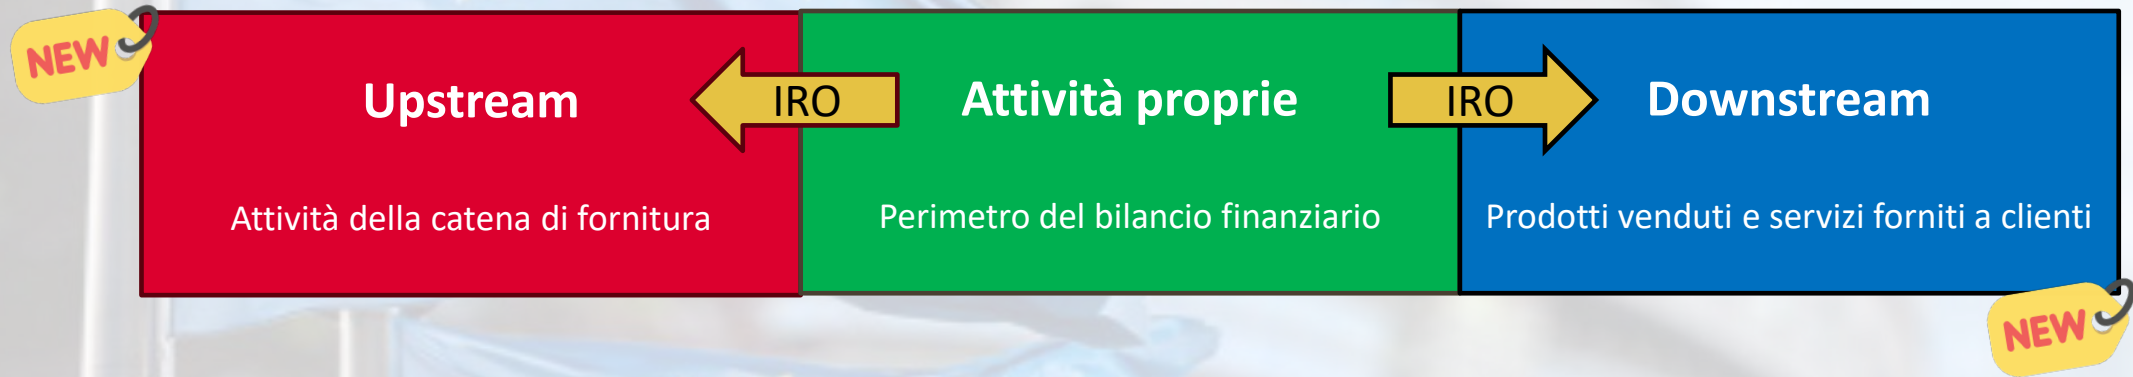 NEW
Upstream
IRO
Attività proprie
IRO
Downstream
Attività della catena di fornitura
Perimetro del bilancio finanziario
Prodotti venduti e servizi forniti a clienti
NEW